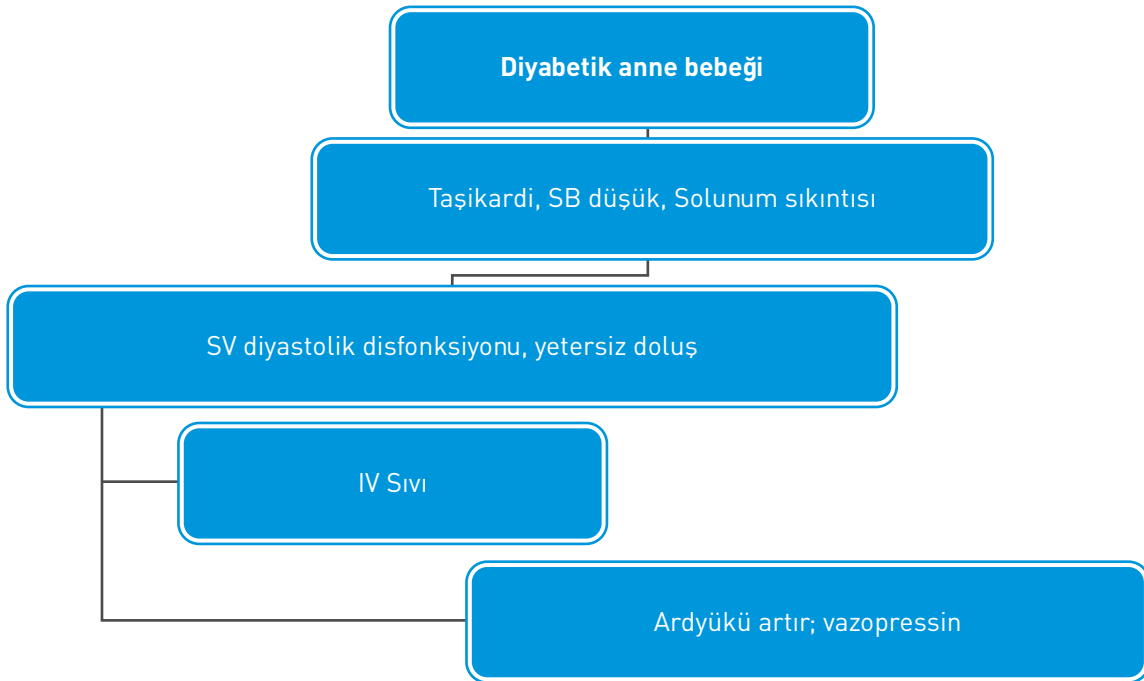 Diyabetik anne bebeği
Taşikardi, SB düşük, Solunum sıkıntısı
SV diyastolik disfonksiyonu, yetersiz doluş
IV Sıvı
Ardyükü artır; vazopressin